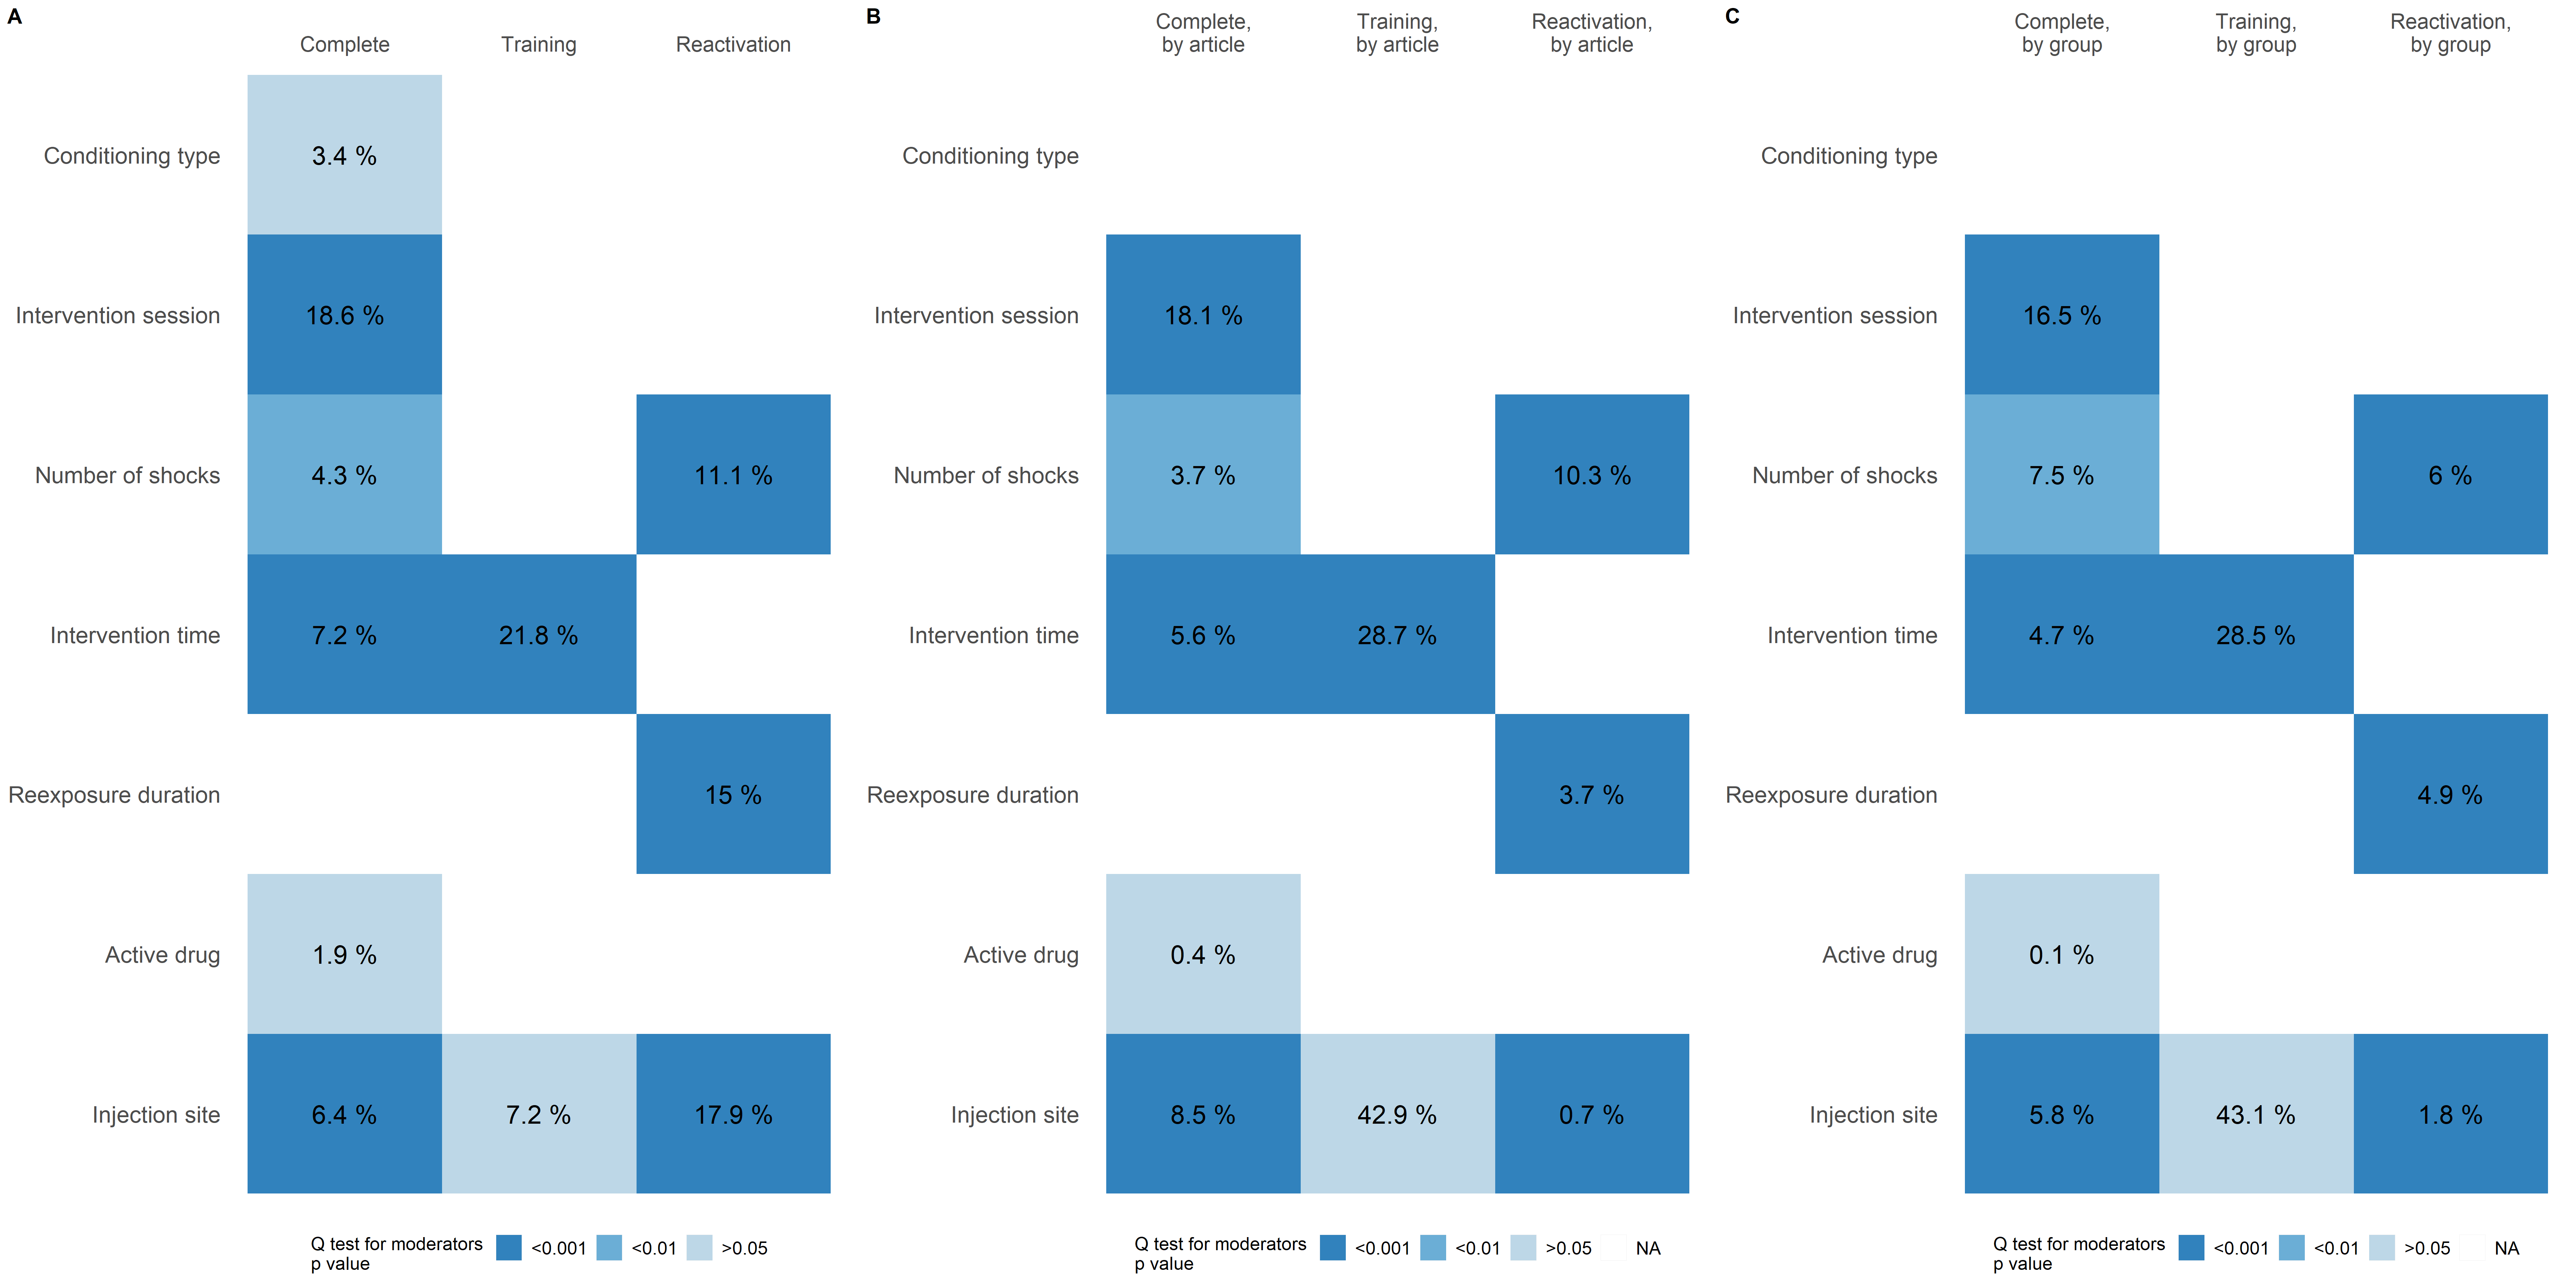 A
Complete
Training
Reactivation
Conditioning type
3.4 %
Intervention session
18.6 %
Number of shocks
4.3 %
11.1 %
Intervention time
7.2 %
21.8 %
Reexposure duration
15 %
Active drug
1.9 %
Injection site
6.4 %
7.2 %
17.9 %
Q test for moderators
p value
<0.001
<0.01
>0.05
B
Complete,
by article
Training,
by article
Reactivation,
by article
Conditioning type
Intervention session
18.1 %
Number of shocks
3.7 %
10.3 %
Intervention time
5.6 %
28.7 %
Reexposure duration
3.7 %
Active drug
0.4 %
Injection site
8.5 %
42.9 %
0.7 %
Q test for moderators
p value
<0.001
<0.01
>0.05
NA
C
Complete,
by group
Training,
by group
Reactivation,
by group
Conditioning type
Intervention session
16.5 %
Number of shocks
7.5 %
6 %
Intervention time
4.7 %
28.5 %
Reexposure duration
4.9 %
Active drug
0.1 %
Injection site
5.8 %
43.1 %
1.8 %
Q test for moderators
p value
<0.001
<0.01
>0.05
NA